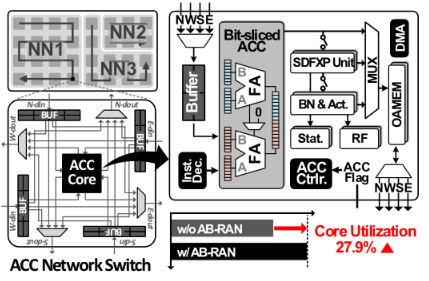 NN1
NN2
NN3
N-din
N-dout
BUF
W-dout
E-din
BUF
ACC
Core
BUF
W-din
E-dout
BUF
S-dout
S-din
ACC Network Switch
NWSE
Bit-sliced
ACC
Buffer
B
A
FA
0
B
A
FA
Inst.
Dec.
SDFXP Unit
BN & Act.
Stat.
RF
MUX
DMA
OAMEM
ACC
Ctrlr.
ACC
Flag
NWSE
w/o AB-RAN
w/ AB-RAN
Core Utilization
27.9% ▲